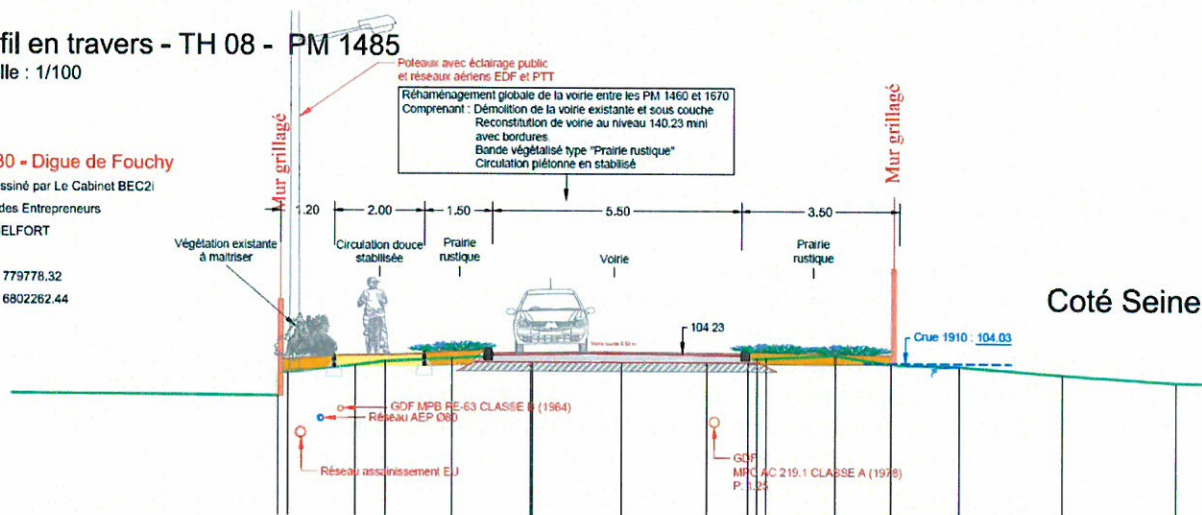 fil en travers - TH 08 - PM 1485
lle : 1/100
Poteaux avec éclairage public
et réseaux aériens EDF et PTT
Réhaménagement globale de la voirie entre les PM 1460 et 1670
Comprenant : Démolition de la voirie existante et sous couche
Reconstitution de voirie au niveau 140.23 mini
avec bordures.
Bande végétalisé type "Prairie rustique"
Circulation piétonne en stabilisé
Mur grillagé
Mur grillagé
30 - Digue de Fouchy
ssiné par Le Cabinet BEC2i
des Entrepreneurs
ELFORT
779778.32
6802262.44
1.20
2.00
1.50
5.50
3.50
Végétation existante
à maitriser
Circulation douce
stabilisée
Prairie
rustique
Voirie
Prairie
rustique
Coté Seine
104 23
Crue 1910 : 104.03
GDF MPB PE-63 CLASSE B (1964)
Réseau AEP Ø80
Réseau assainissement EU
GDF
MPC AC 219.1 CLASSE A (1978)
P: 1.25